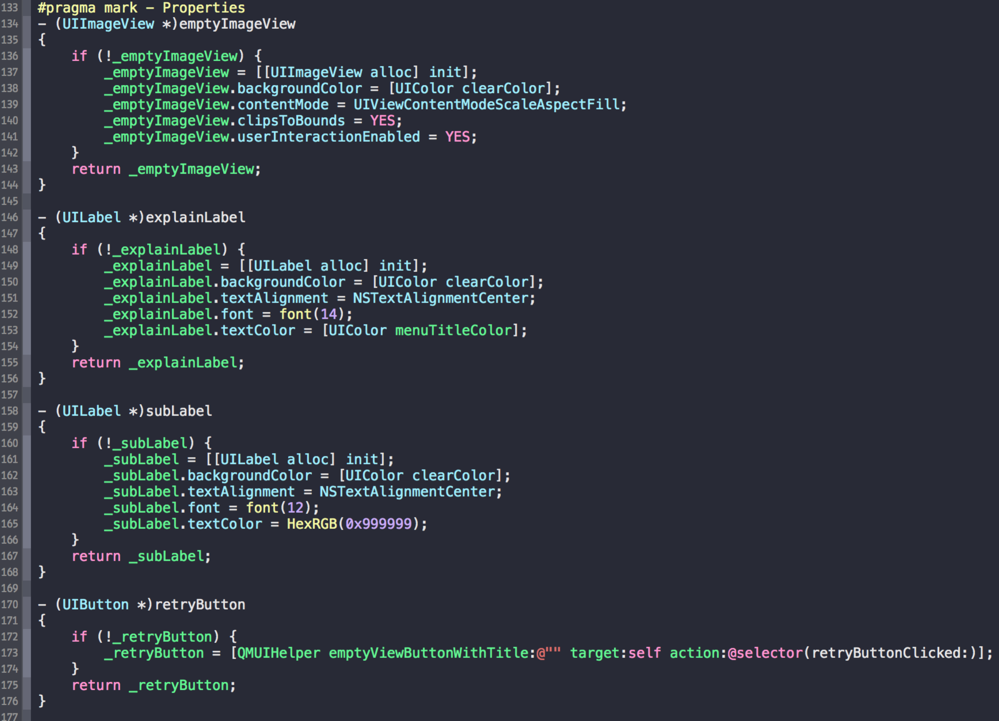 133 #pragma mark – Properties
134 – (UIImageView *)emptyImageView
135 {
136     if (!_emptyImageView) {
137         _emptyImageView = [[UIImageView alloc] init];
138         _emptyImageView.backgroundColor = [UIColor clearColor];
139         _emptyImageView.contentMode = UIViewContentModeScaleAspectFill;
140         _emptyImageView.clipsToBounds = YES;
141         _emptyImageView.userInteractionEnabled = YES;
142     }
143     return _emptyImageView;
144 }
145
146 – (UILabel *)explainLabel
147 {
148     if (!_explainLabel) {
149         _explainLabel = [[UILabel alloc] init];
150         _explainLabel.backgroundColor = [UIColor clearColor];
151         _explainLabel.textAlignment = NSTextAlignmentCenter;
152         _explainLabel.font = font(14);
153         _explainLabel.textColor = [UIColor menuTitleColor];
154     }
155     return _explainLabel;
156 }
157
158 – (UILabel *)subLabel
159 {
160     if (!_subLabel) {
161         _subLabel = [[UILabel alloc] init];
162         _subLabel.backgroundColor = [UIColor clearColor];
163         _subLabel.textAlignment = NSTextAlignmentCenter;
164         _subLabel.font = font(12);
165         _subLabel.textColor = HexRGB(0x999999);
166     }
167     return _subLabel;
168 }
169
170 – (UIButton *)retryButton
171 {
172     if (!_retryButton) {
173         _retryButton = [QMUIHelper emptyViewButtonWithTitle:@"" target:self action:@selector(retryButtonClicked:)];
174     }
175     return _retryButton;
176 }
177